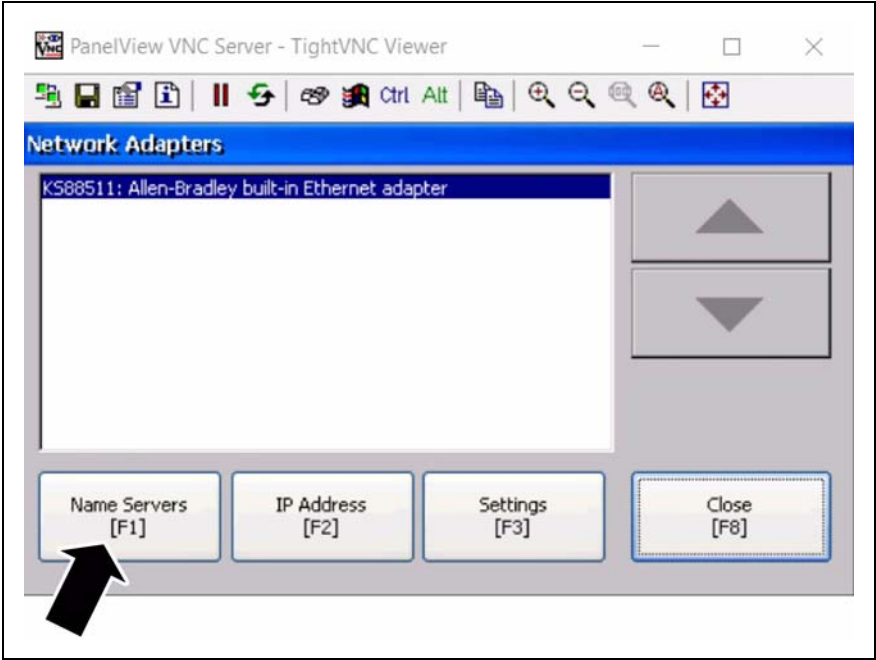 PanelView VNC Server - TightVNC Viewer
Ctrl Alt
Network Adapters
KS88511: Allen-Bradley built-in Ethernet adapter
Name Servers
[F1]
IP Address
[F2]
Settings
[F3]
Close
[F8]